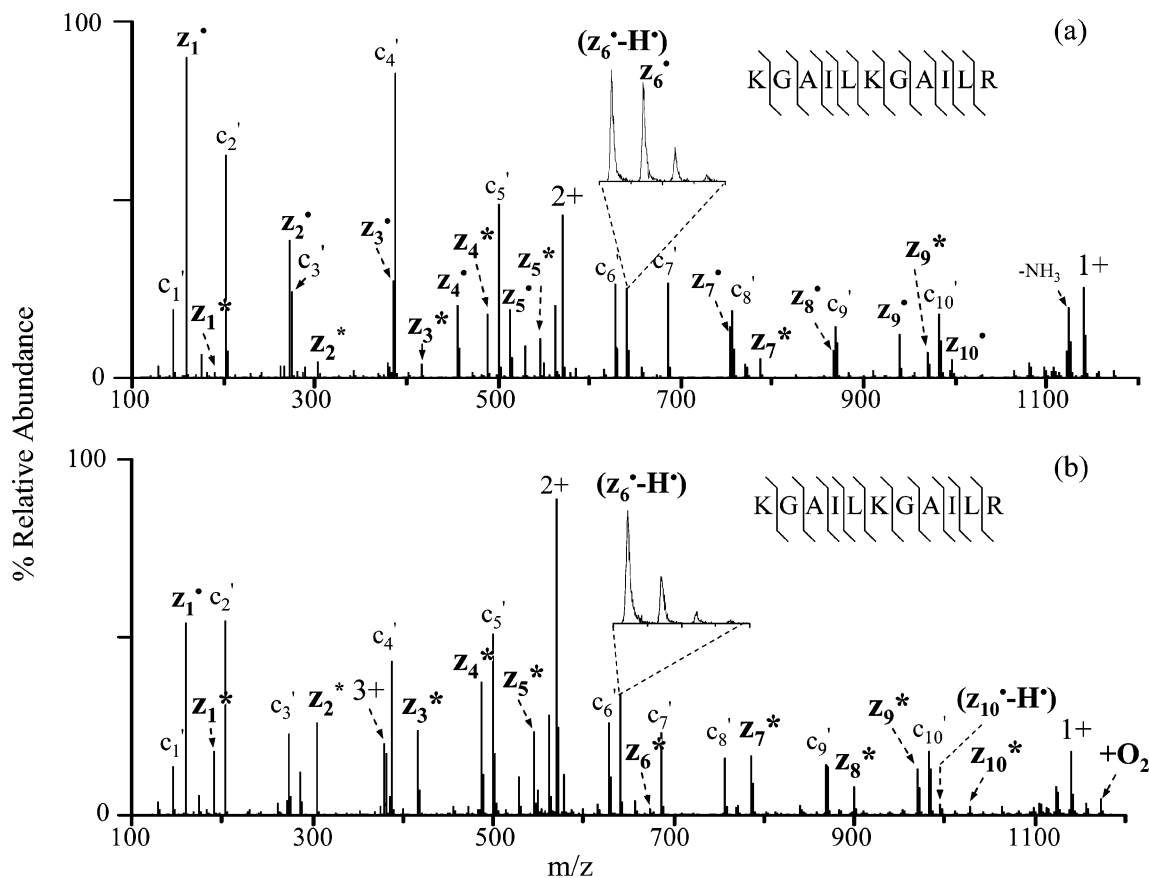 100
(a)
z1•
(z6•-H•)
c4'
z6•
K G A I L K G A I L R
c2'
c5'
2+
z2•
z3•
z4*
z5*
c3'
c1'
z1*
z4•
z5•
c6
c7'
z9*
-NH3
1+
z7•
c8'
z8•
c9'
z9•
c10'
z2*
z3*
z7*
z10•
0
100
300
500
700
900
1100
% Relative Abundance
100
(b)
2+
(z6•-H•)
K G A I L K G A I L R
z1•
c2'
c5'
c4'
z4*
z5*
z1*
c3'
z2*
3+
z3*
c6
c7'
z9*
(z10•-H•)
c1'
z6*
c8'
z7*
c9'
z8*
c10'
z10*
1+
+O2
0
100
300
500
700
900
1100
m/z